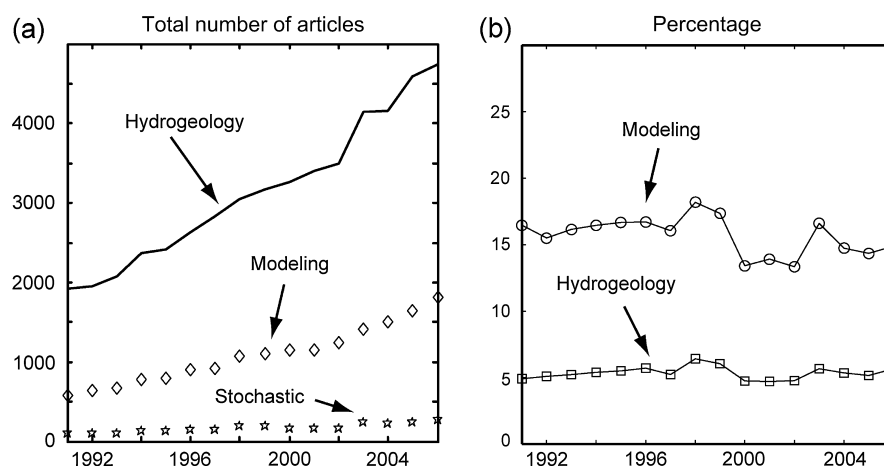 (a) Total number of articles
4000
3000
2000
1000
0
Hydrogeology
Modeling
Stochastic
1992 1996 2000 2004
(b) Percentage
25
20
15
10
5
0
Modeling
Hydrogeology
1992 1996 2000 2004